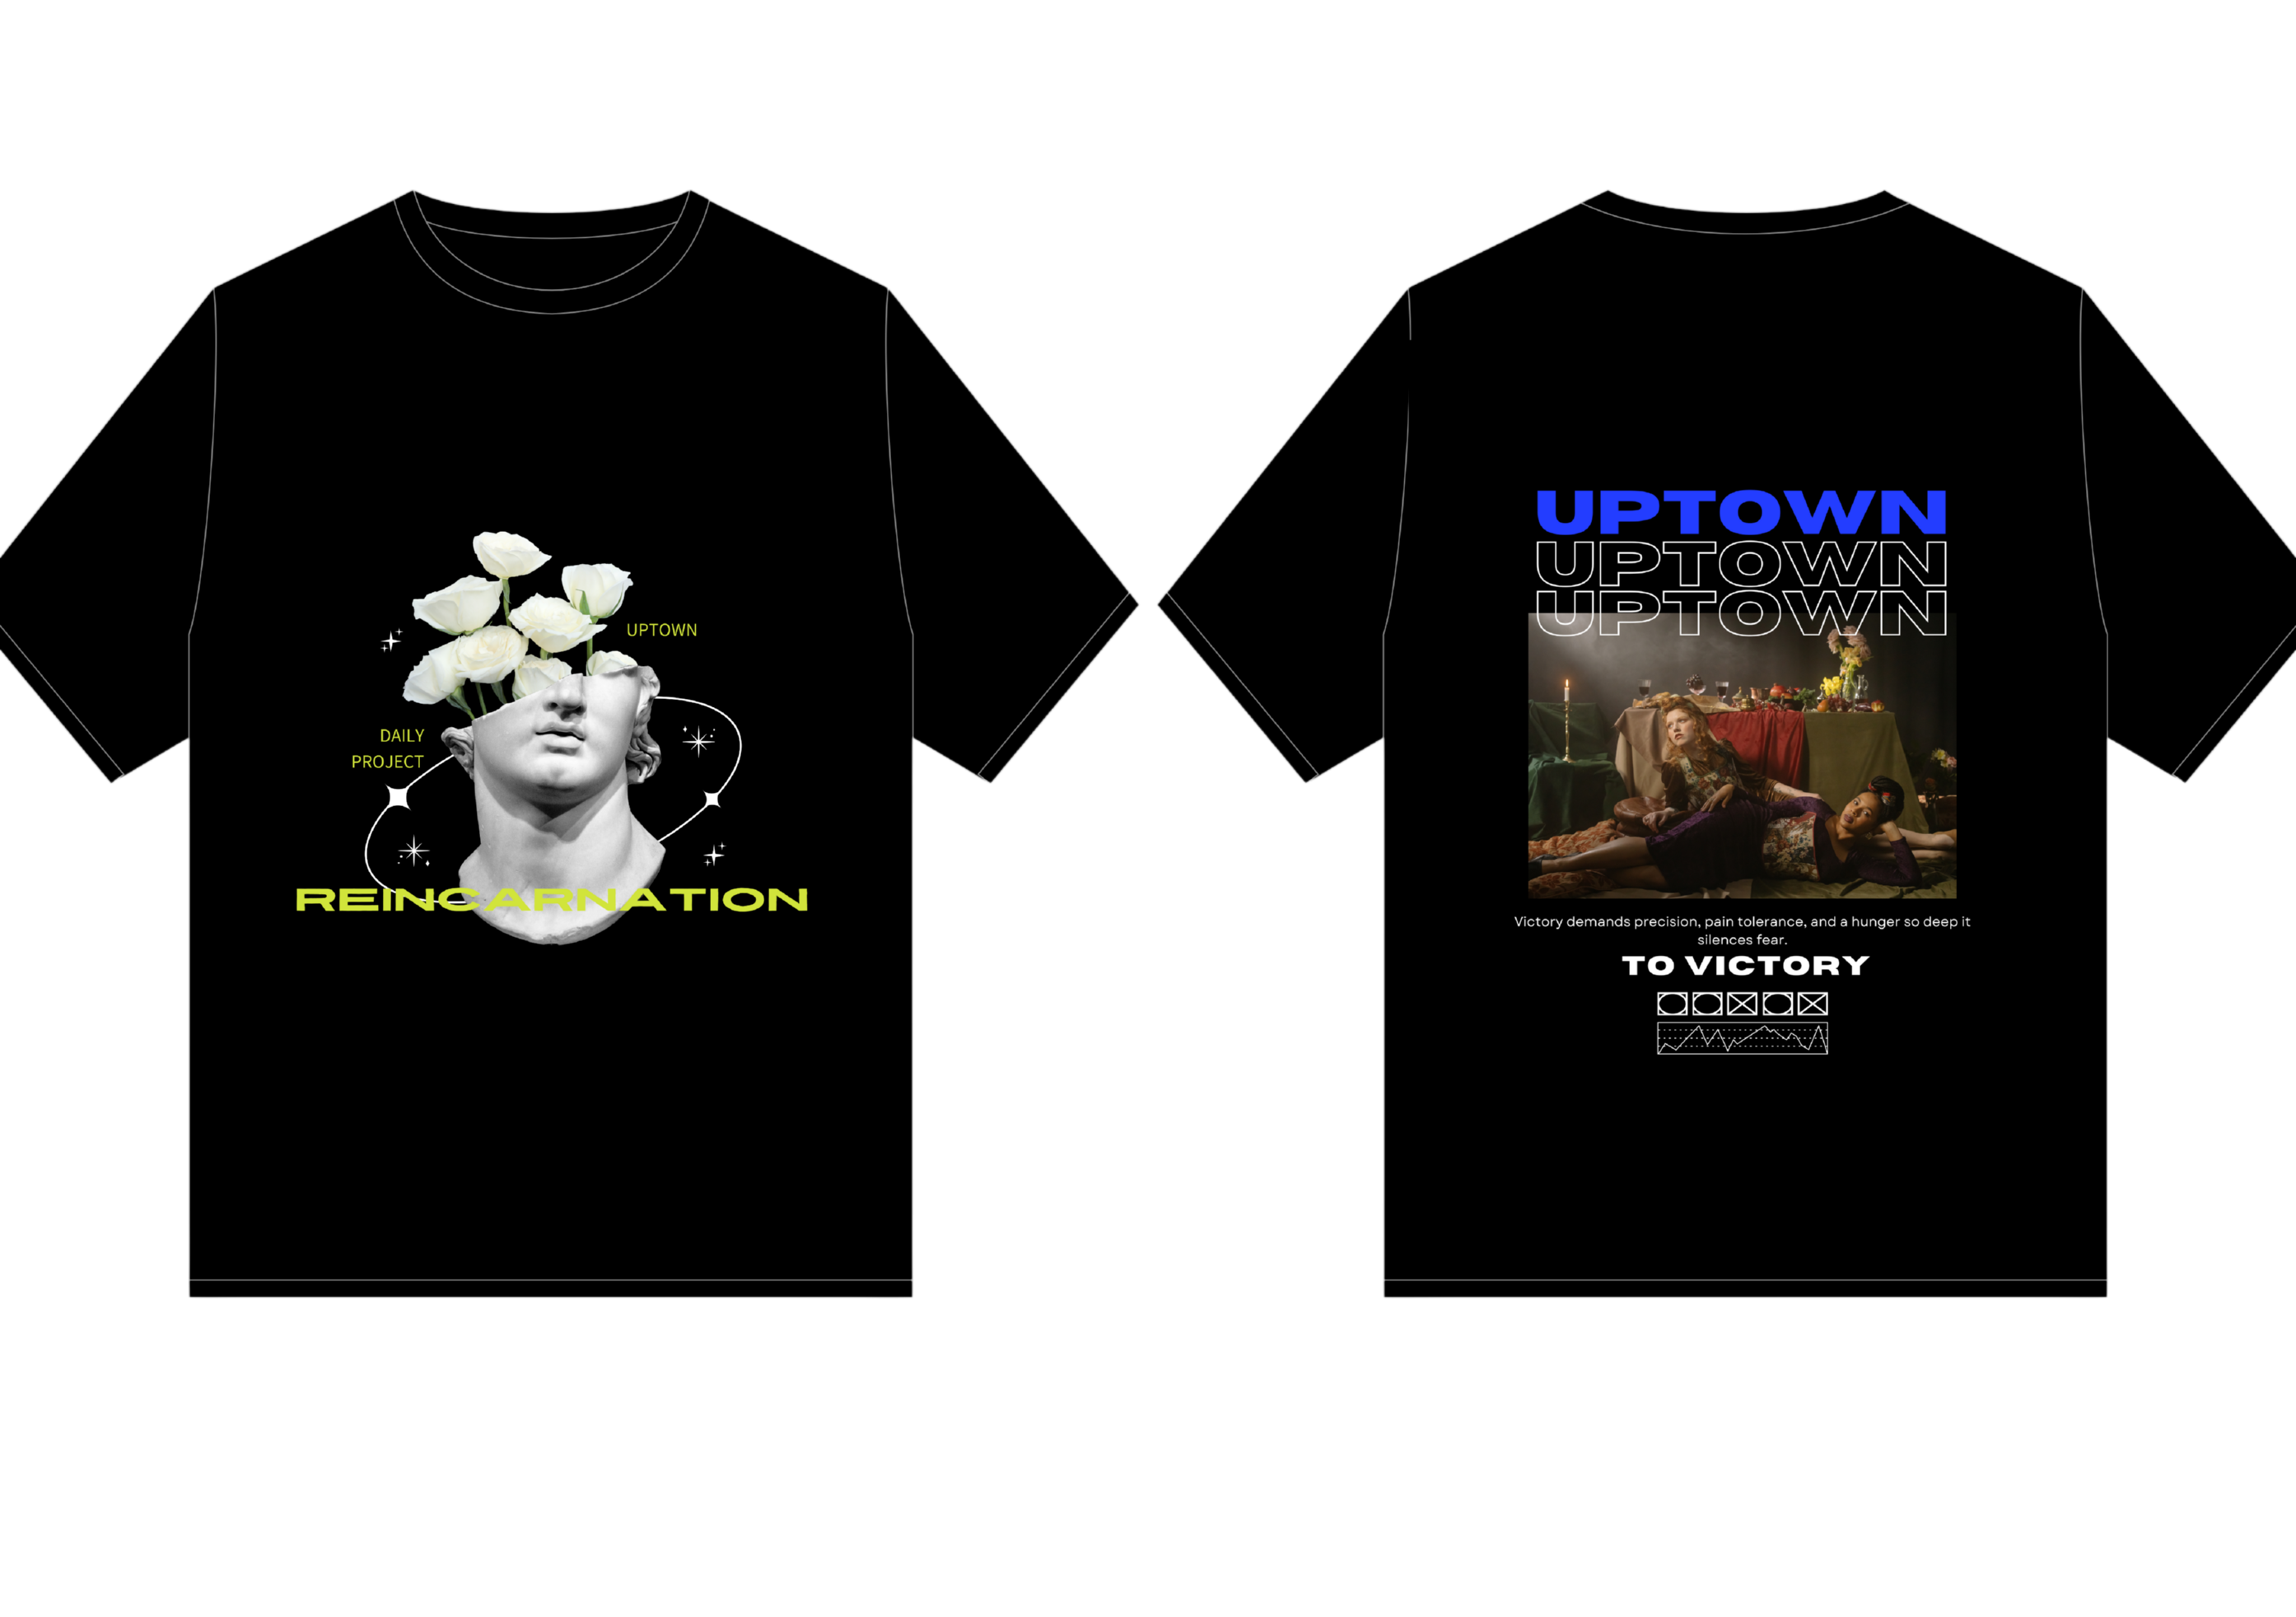 UPTOWN
DAILY
PROJECT
REINCARNATION
UPTOWN
UPTOWN
UPTOWN
Victory demands precision, pain tolerance, and a hunger so deep it
silences fear.
TO VICTORY